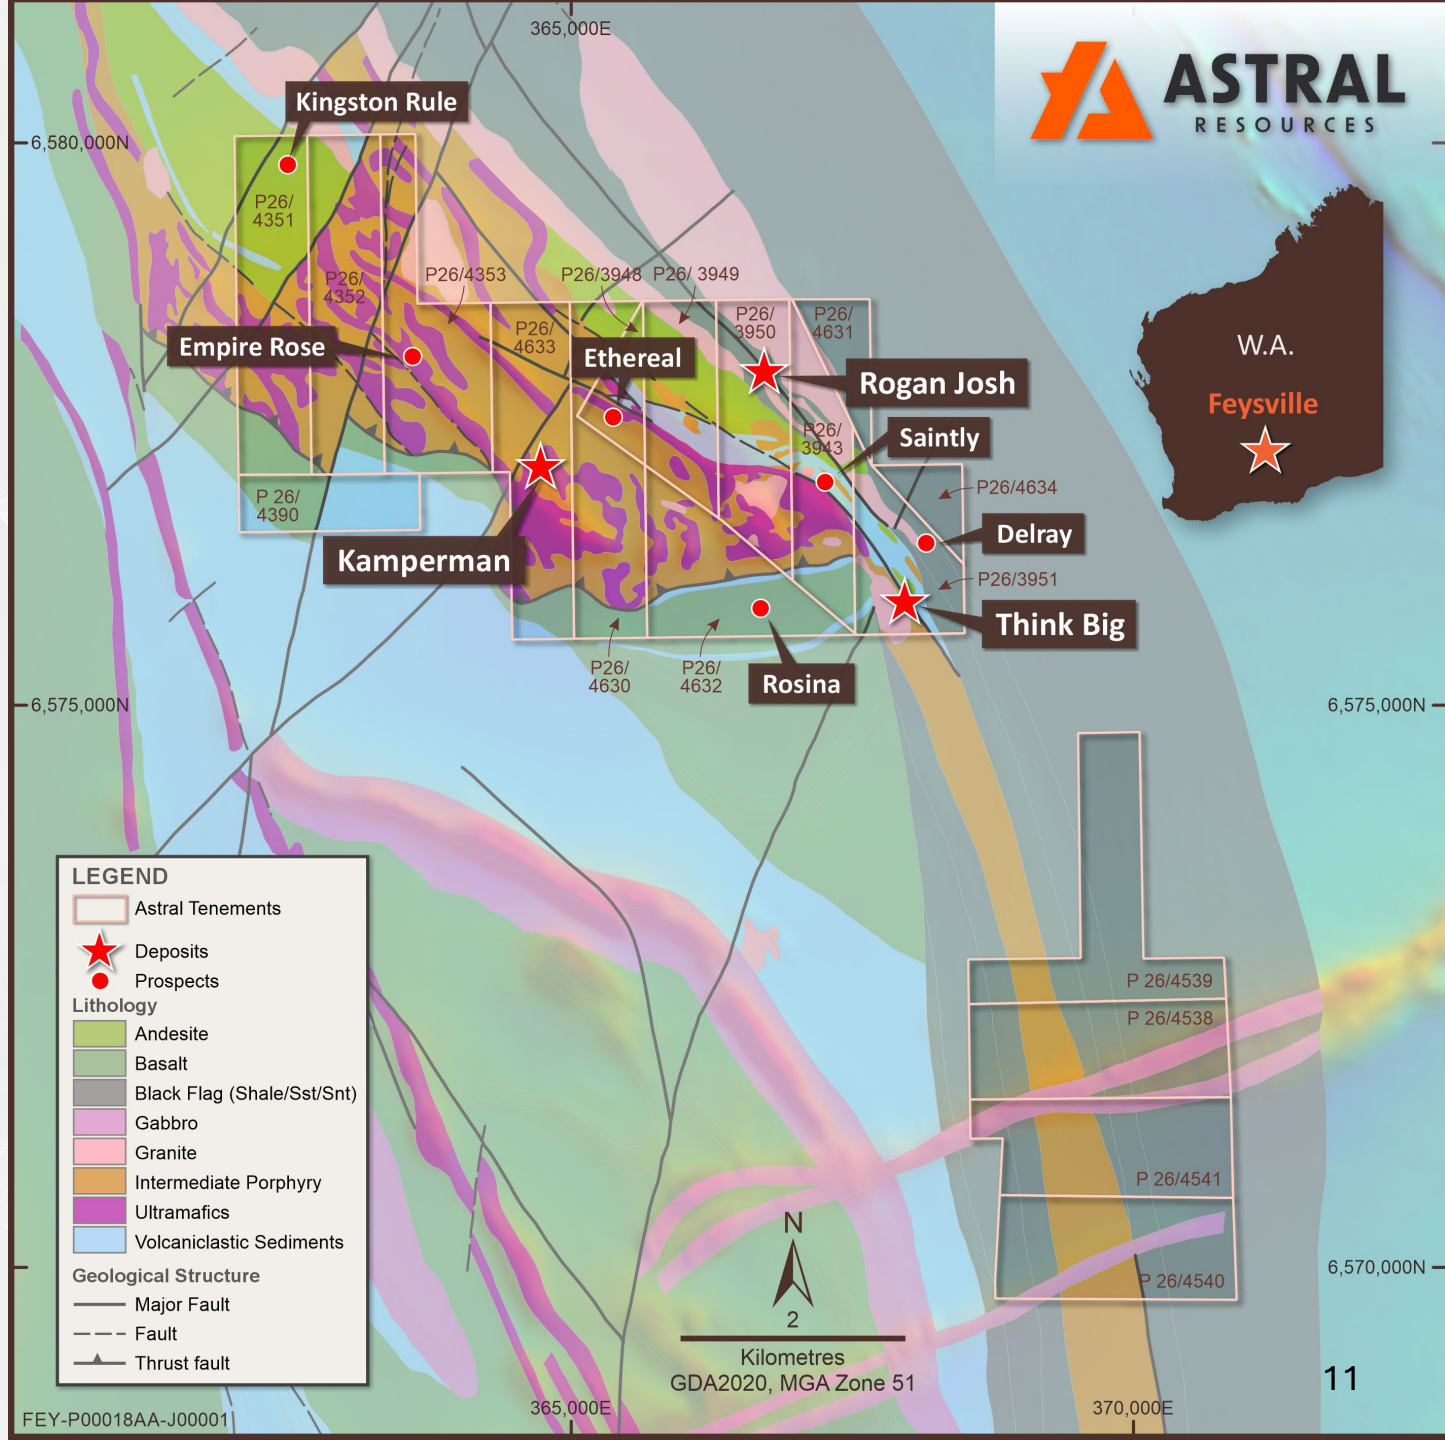 365,000E
ASTRAL
RESOURCES
Kingston Rule
6,580,000N
P26/
4351
W.A.
Feysville
P26/
4352
P26/4353
P26/3948
P26/ 3949
P26/
3950
P26/
4631
P26/
4633
Empire Rose
Ethereal
Rogan Josh
P26/
3943
Saintly
P26/4634
P 26/
4390
Kamperman
Delray
P26/3951
Think Big
P26/
4630
P26/
4632
Rosina
6,575,000N
6,575,000N
LEGEND
Astral Tenements
Deposits
Prospects
Lithology
Andesite
Basalt
Black Flag (Shale/Sst/Snt)
Gabbro
Granite
Intermediate Porphyry
Ultramafics
Volcaniclastic Sediments
Geological Structure
Major Fault
Fault
Thrust fault
P 26/4539
P 26/4538
P 26/4541
P 26/4540
6,570,000N
N
2
Kilometres
GDA2020, MGA Zone 51
11
FEY-P00018AA-J00001
365,000E
370,000E